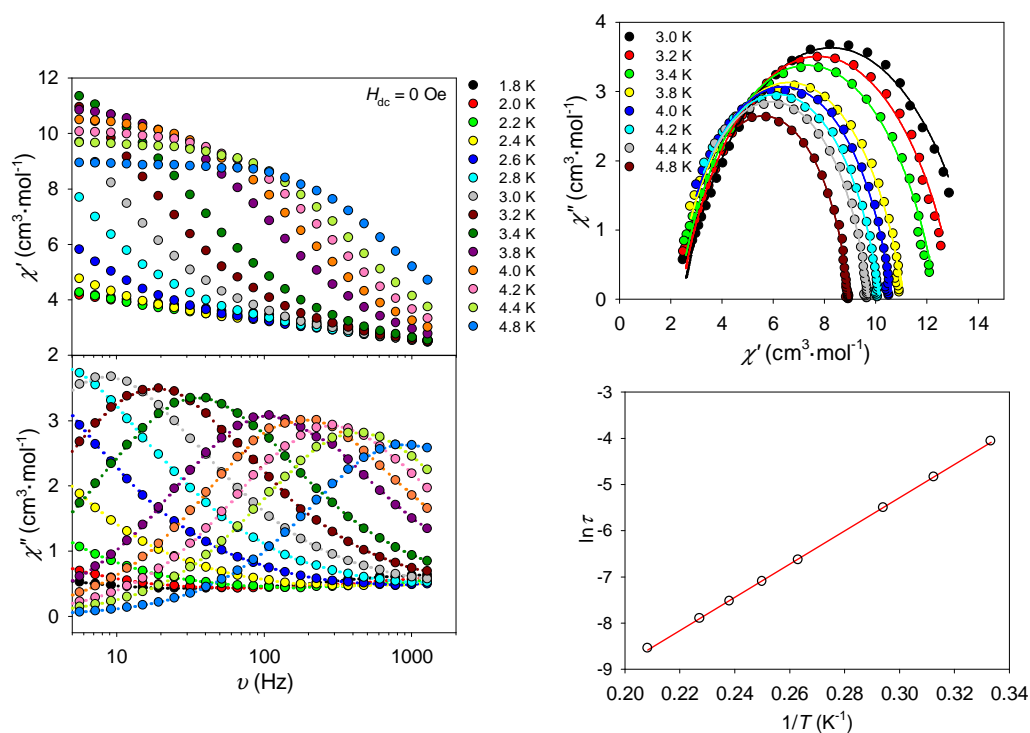 12
10
8
6
4
2
χ′ (cm³·mol⁻¹)
H_dc = 0 Oe
1.8 K
2.0 K
2.2 K
2.4 K
2.6 K
2.8 K
3.0 K
3.2 K
3.4 K
3.8 K
4.0 K
4.2 K
4.4 K
4.8 K
3
2
1
0
χ″ (cm³·mol⁻¹)
10
100
1000
υ (Hz)
4
3
2
1
0
χ″ (cm³·mol⁻¹)
3.0 K
3.2 K
3.4 K
3.8 K
4.0 K
4.2 K
4.4 K
4.8 K
0 2 4 6 8 10 12 14
χ′ (cm³·mol⁻¹)
-3
-4
-5
-6
-7
-8
-9
ln τ
0.20 0.22 0.24 0.26 0.28 0.30 0.32 0.34
1/T (K⁻¹)